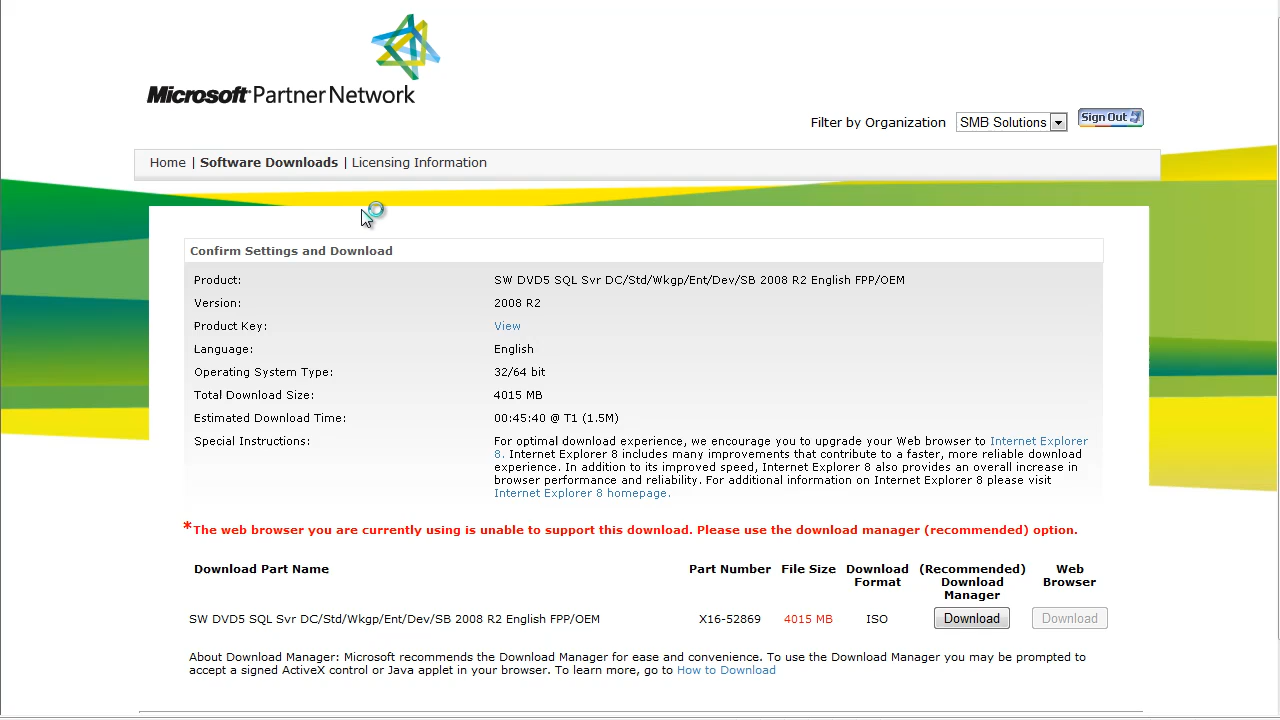 Microsoft Partner Network
Filter by Organization SMB Solutions Sign Out
Home | Software Downloads | Licensing Information
Confirm Settings and Download
Product: SW DVD5 SQL Svr DC/Std/Wkgp/Ent/Dev/SB 2008 R2 English FPP/OEM
Version: 2008 R2
Product Key: View
Language: English
Operating System Type: 32/64 bit
Total Download Size: 4015 MB
Estimated Download Time: 00:45:40 @ T1 (1.5M)
Special Instructions: For optimal download experience, we encourage you to upgrade your Web browser to Internet Explorer
8. Internet Explorer 8 includes many improvements that contribute to a faster, more reliable download
experience. In addition to its improved speed, Internet Explorer 8 also provides an overall increase in
browser performance and reliability. For additional information on Internet Explorer 8 please visit
Internet Explorer 8 homepage.
*The web browser you are currently using is unable to support this download. Please use the download manager (recommended) option.
Download Part Name Part Number File Size Download Format (Recommended) Download Manager Web Browser
SW DVD5 SQL Svr DC/Std/Wkgp/Ent/Dev/SB 2008 R2 English FPP/OEM X16-52869 4015 MB ISO Download Download
About Download Manager: Microsoft recommends the Download Manager for ease and convenience. To use the Download Manager you may be prompted to
accept a signed ActiveX control or Java applet in your browser. To learn more, go to How to Download